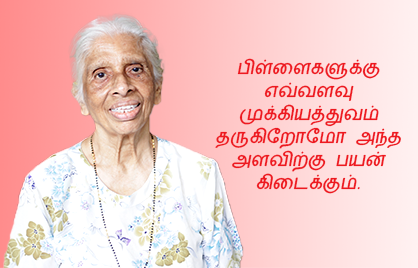 பிள்ளைகளுக்கு
எவ்வளவு
முக்கியத்துவம்
தருகிறோமோ அந்த
அளவிற்கு பயன்
கிடைக்கும்.